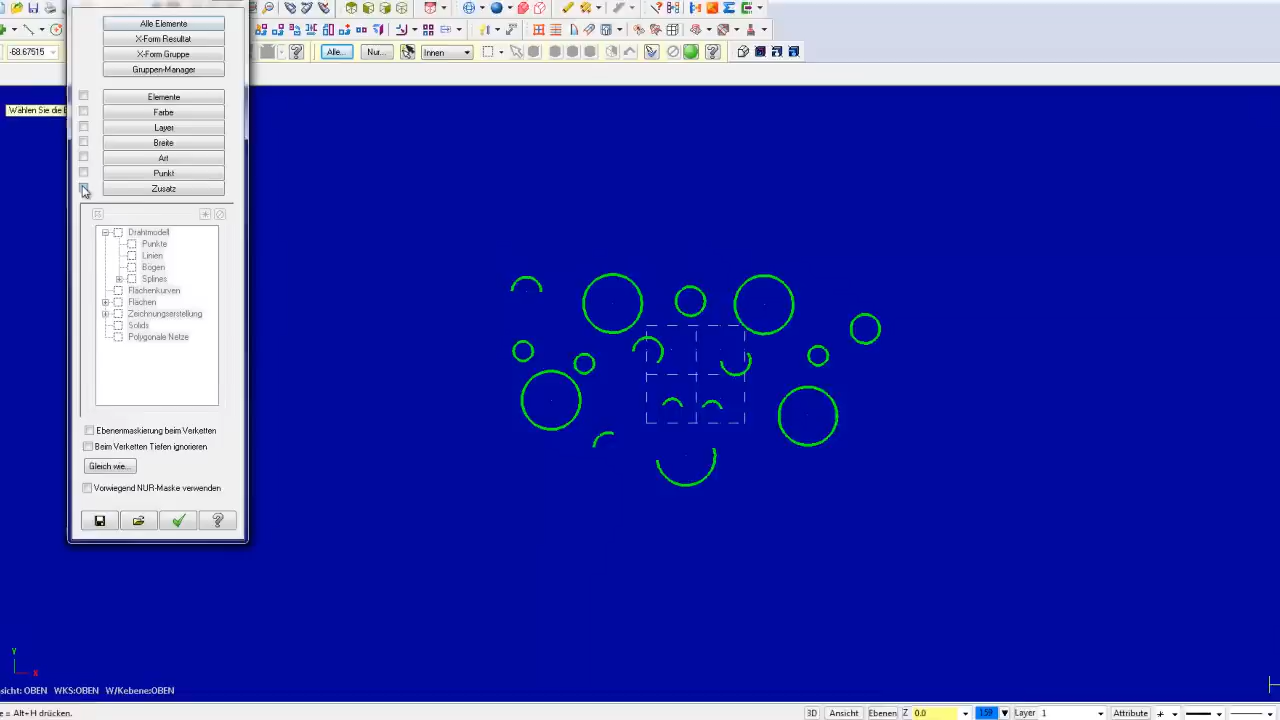 Alle Elemente
X-Form Resultat
X-Form Gruppe
Gruppen-Manager
-68.67515
Alle...
Nur...
Innen
Elemente
Farbe
Wählen Sie die
Layer
Breite
Art
Punkt
Zusatz
Drahtmodell
Punkte
Linien
Bögen
Splines
Flächenkurven
Flächen
Zeichnungserstellung
Solids
Polygonale Netze
Ebenenmaskierung beim Verketten
Beim Verketten Tiefen ignorieren
Gleich wie...
Vorwiegend NUR-Maske verwenden
Y
X
sicht: OBEN WKS:OBEN W/Kebene:OBEN
= Alt+H drücken.
3D Ansicht Ebenen Z 0.0 159 Layer 1 Attribute